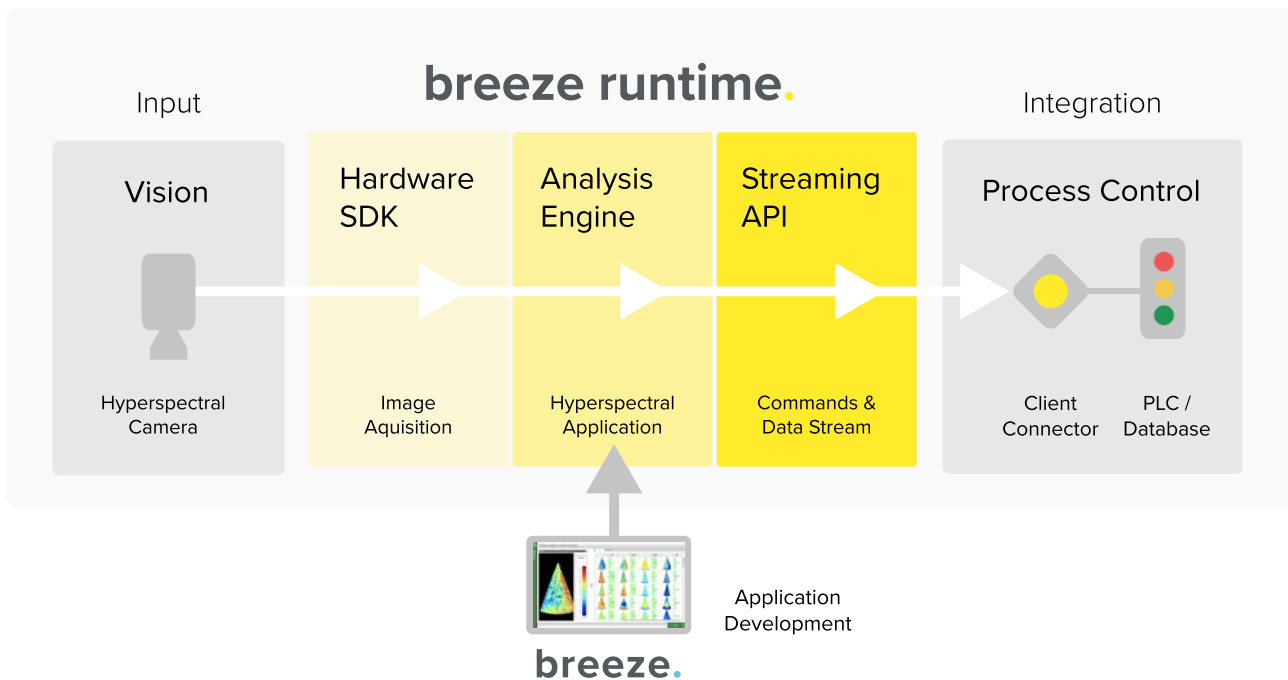 breeze runtime.
Input
Integration
Vision
Hardware
SDK
Analysis
Engine
Streaming
API
Process Control
Hyperspectral
Camera
Image
Aquisition
Hyperspectral
Application
Commands &
Data Stream
Client
Connector
PLC /
Database
Application
Development
breeze.